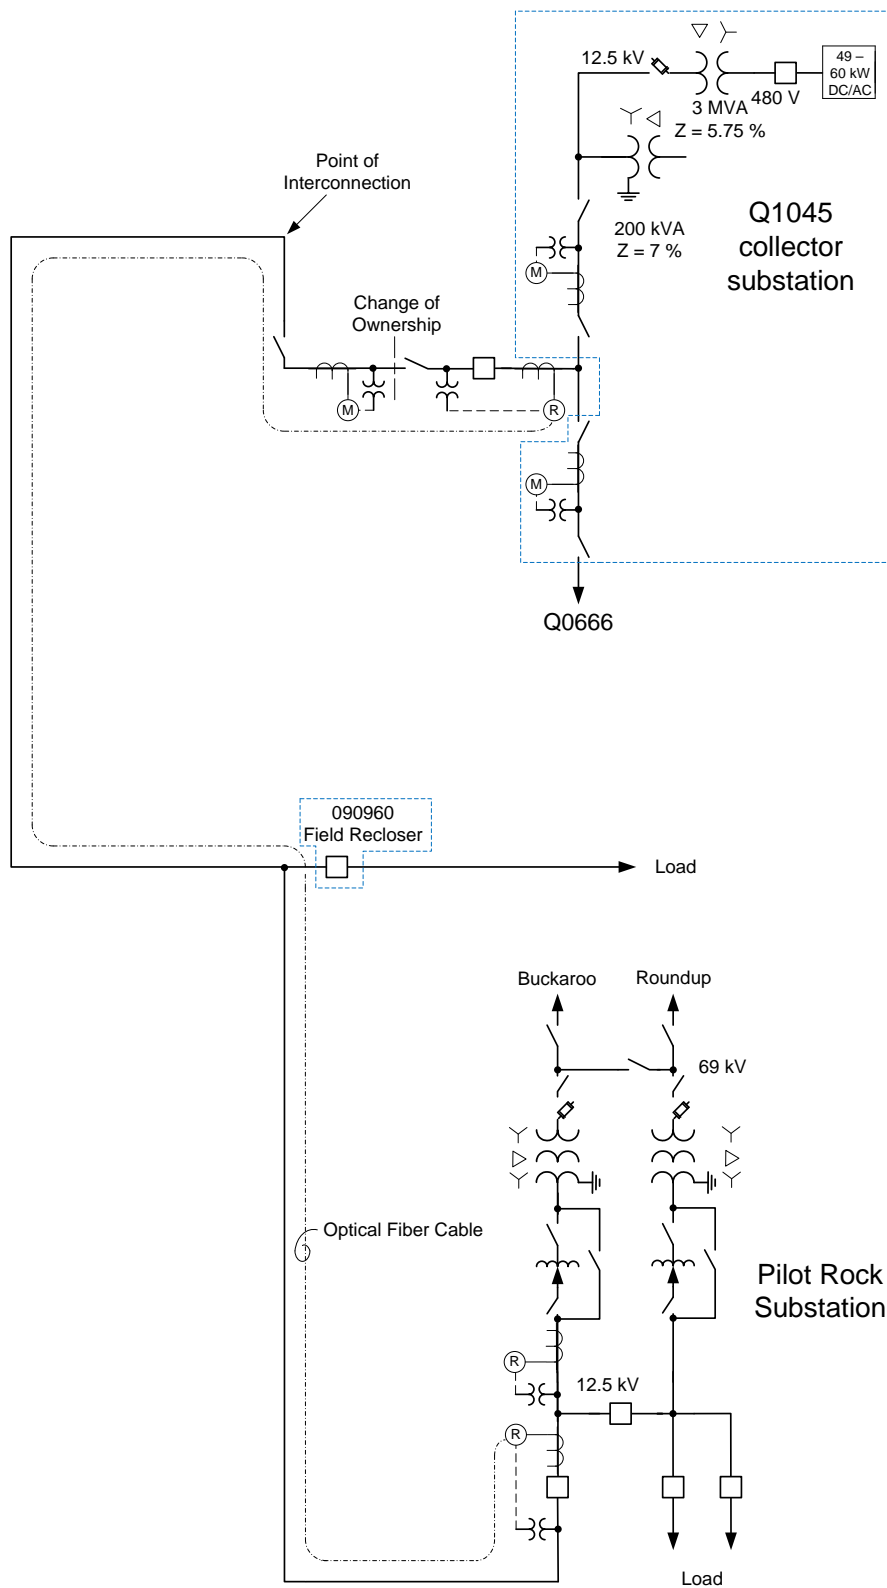 12.5 kV
49 –
60 kW
DC/AC
480 V
3 MVA
Z = 5.75 %
Point of
Interconnection
200 kVA
Z = 7 %
Q1045
collector
substation
M
Change of
Ownership
M
R
M
Q0666
090960
Field Recloser
Load
Buckaroo
Roundup
69 kV
Optical Fiber Cable
Pilot Rock
Substation
R
12.5 kV
R
Load